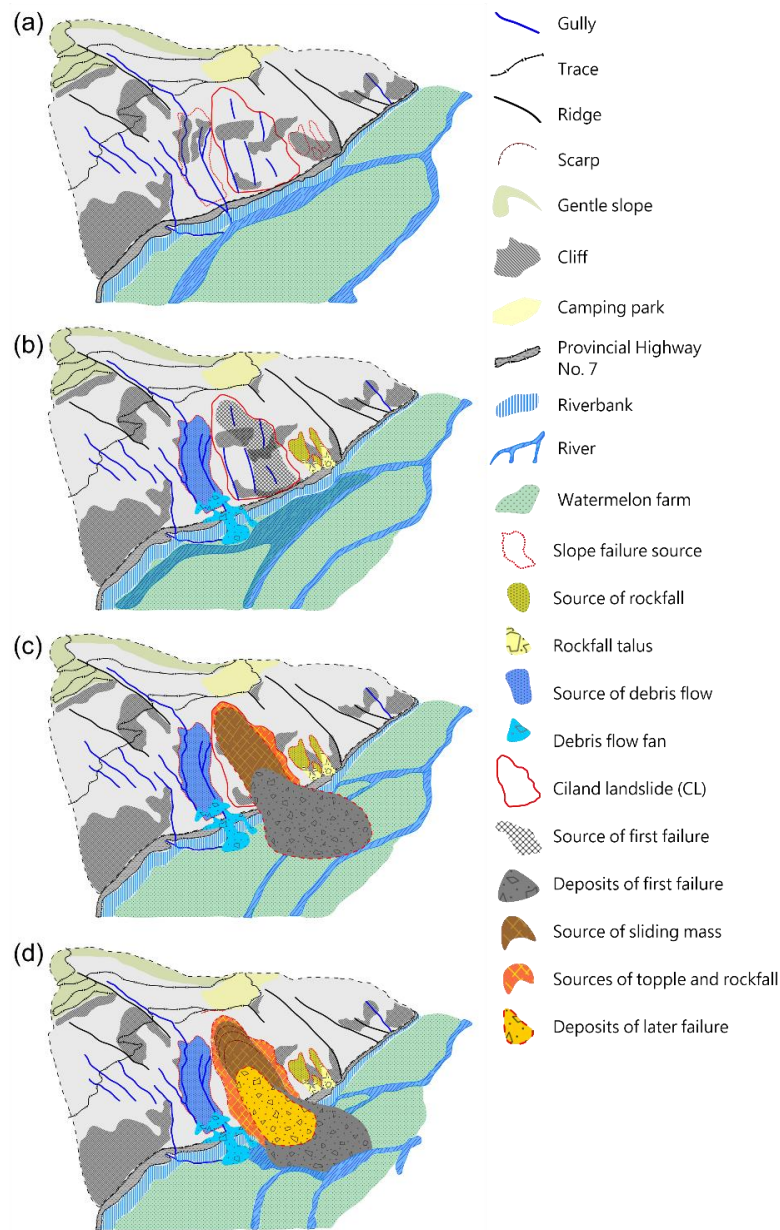 (a)
(b)
(c)
(d)
Gully
Trace
Ridge
Scarp
Gentle slope
Cliff
Camping park
Provincial Highway
No. 7
Riverbank
River
Watermelon farm
Slope failure source
Source of rockfall
Rockfall talus
Source of debris flow
Debris flow fan
Ciland landslide (CL)
Source of first failure
Deposits of first failure
Source of sliding mass
Sources of topple and rockfall
Deposits of later failure